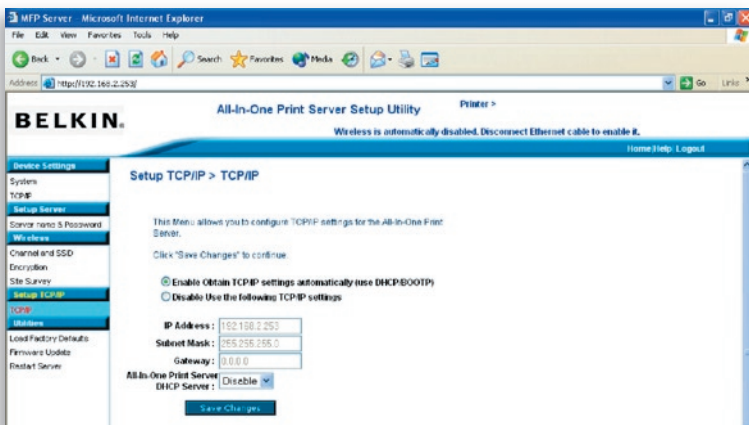 MFP Server - Microsoft Internet Explorer
File Edit View Favorites Tools Help
Back Search Favorites Media
Address http://192.168.2.253/ Go Links
BELKIN.
All-In-One Print Server Setup Utility
Printer >
Wireless is automatically disabled. Disconnect Ethernet cable to enable it.
Home|Help| Logout
Device Settings
System
TCP/IP
Setup Server
Server name & Password
Wireless
Channel and SSID
Encryption
Site Survey
Setup TCP/IP
TCP/IP
Utilities
Load Factory Defaults
Firmware Update
Restart Server
Setup TCP/IP > TCP/IP
This Menu allows you to configure TCP/IP settings for the All-In-One Print
Server.
Click "Save Changes" to continue.
Enable Obtain TCP/IP settings automatically (use DHCP/BOOTP)
Disable Use the following TCP/IP settings
IP Address : 192.168.2.253
Subnet Mask : 255.255.255.0
Gateway : 0.0.0.0
All-In-One Print Server
DHCP Server : Disable
Save Changes